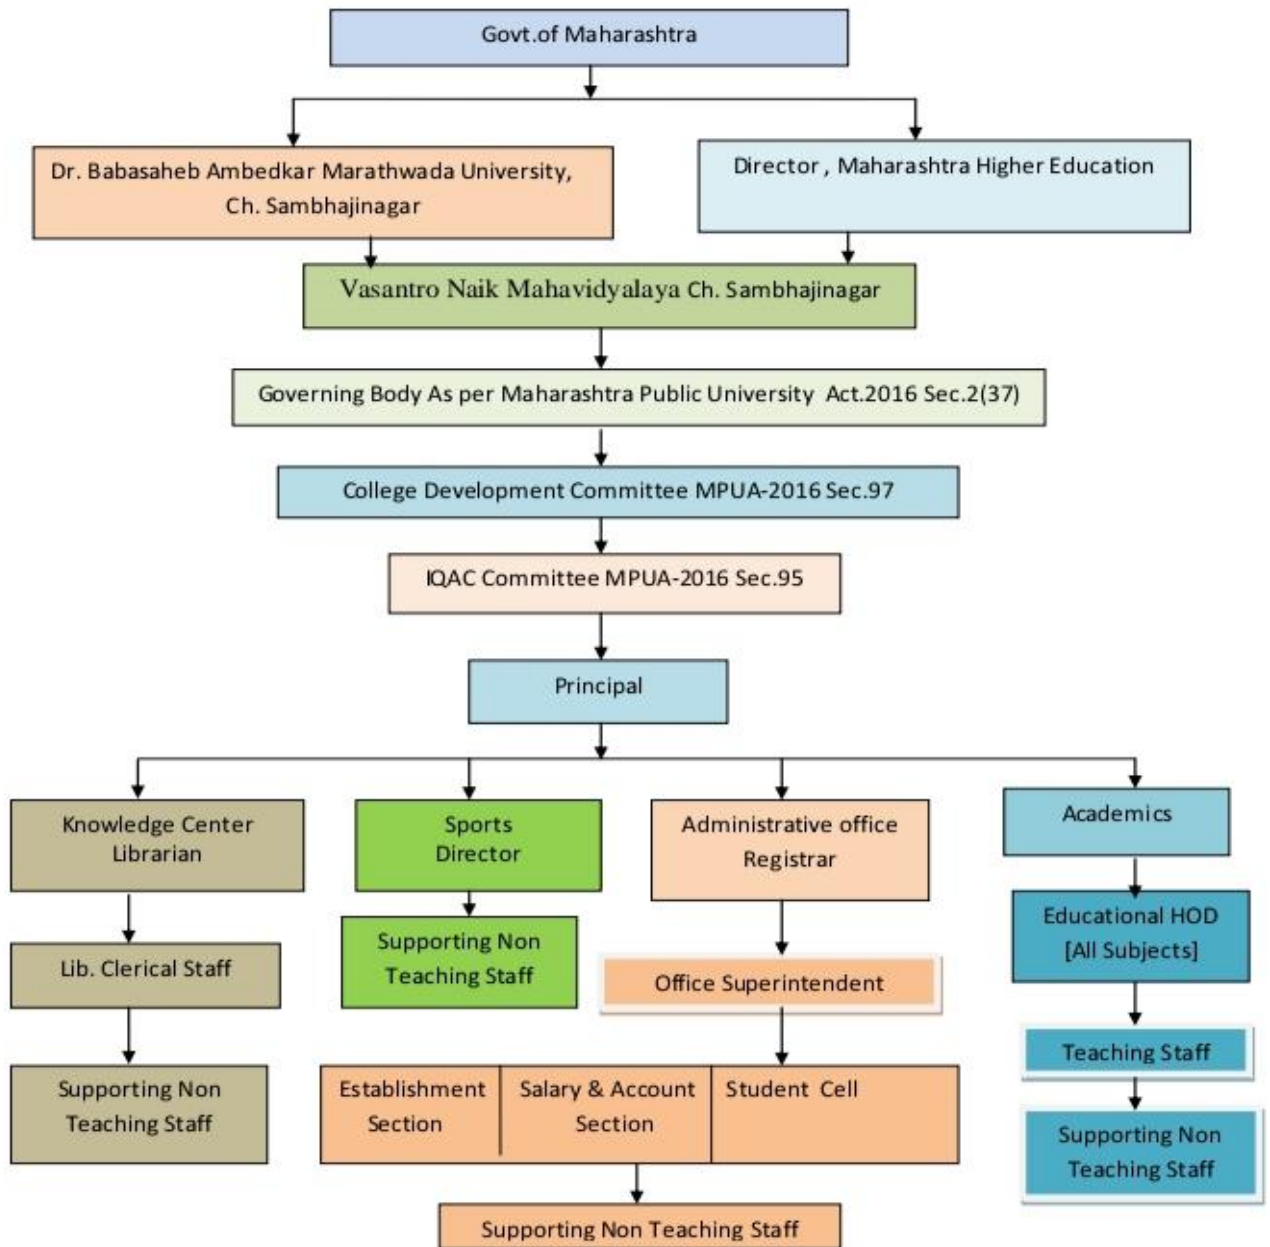 Govt.of Maharashtra
Dr. Babasaheb Ambedkar Marathwada University,
Ch. Sambhajinagar
Director , Maharashtra Higher Education
Vasantro Naik Mahavidyalaya Ch. Sambhajinagar
Governing Body As per Maharashtra Public University Act.2016 Sec.2(37)
College Development Committee MPUA-2016 Sec.97
IQAC Committee MPUA-2016 Sec.95
Principal
Knowledge Center
Librarian
Sports
Director
Administrative office
Registrar
Academics
Lib. Clerical Staff
Supporting Non
Teaching Staff
Office Superintendent
Educational HOD
[All Subjects]
Teaching Staff
Supporting Non
Teaching Staff
Establishment
Section
Salary & Account
Section
Student Cell
Supporting Non
Teaching Staff
Supporting Non Teaching Staff